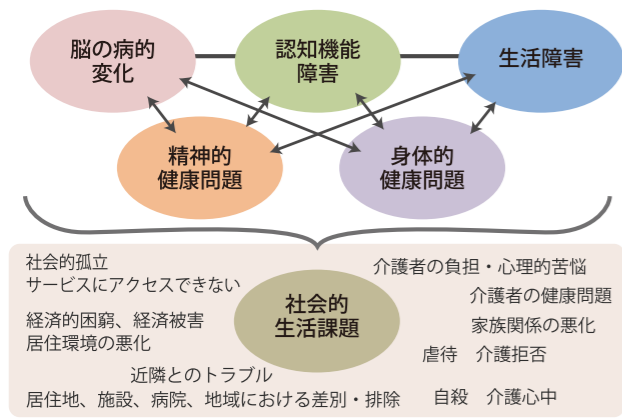 脳の病的
変化
認知機能
障害
生活障害
精神的
健康問題
身体的
健康問題
社会的孤立
サービスにアクセスできない
経済的困窮、経済被害
居住環境の悪化
近隣とのトラブル
居住地、施設、病院、地域における差別・排除
社会的
生活課題
介護者の負担・心理的苦悩
介護者の健康問題
家族関係の悪化
虐待 介護拒否
自殺 介護心中